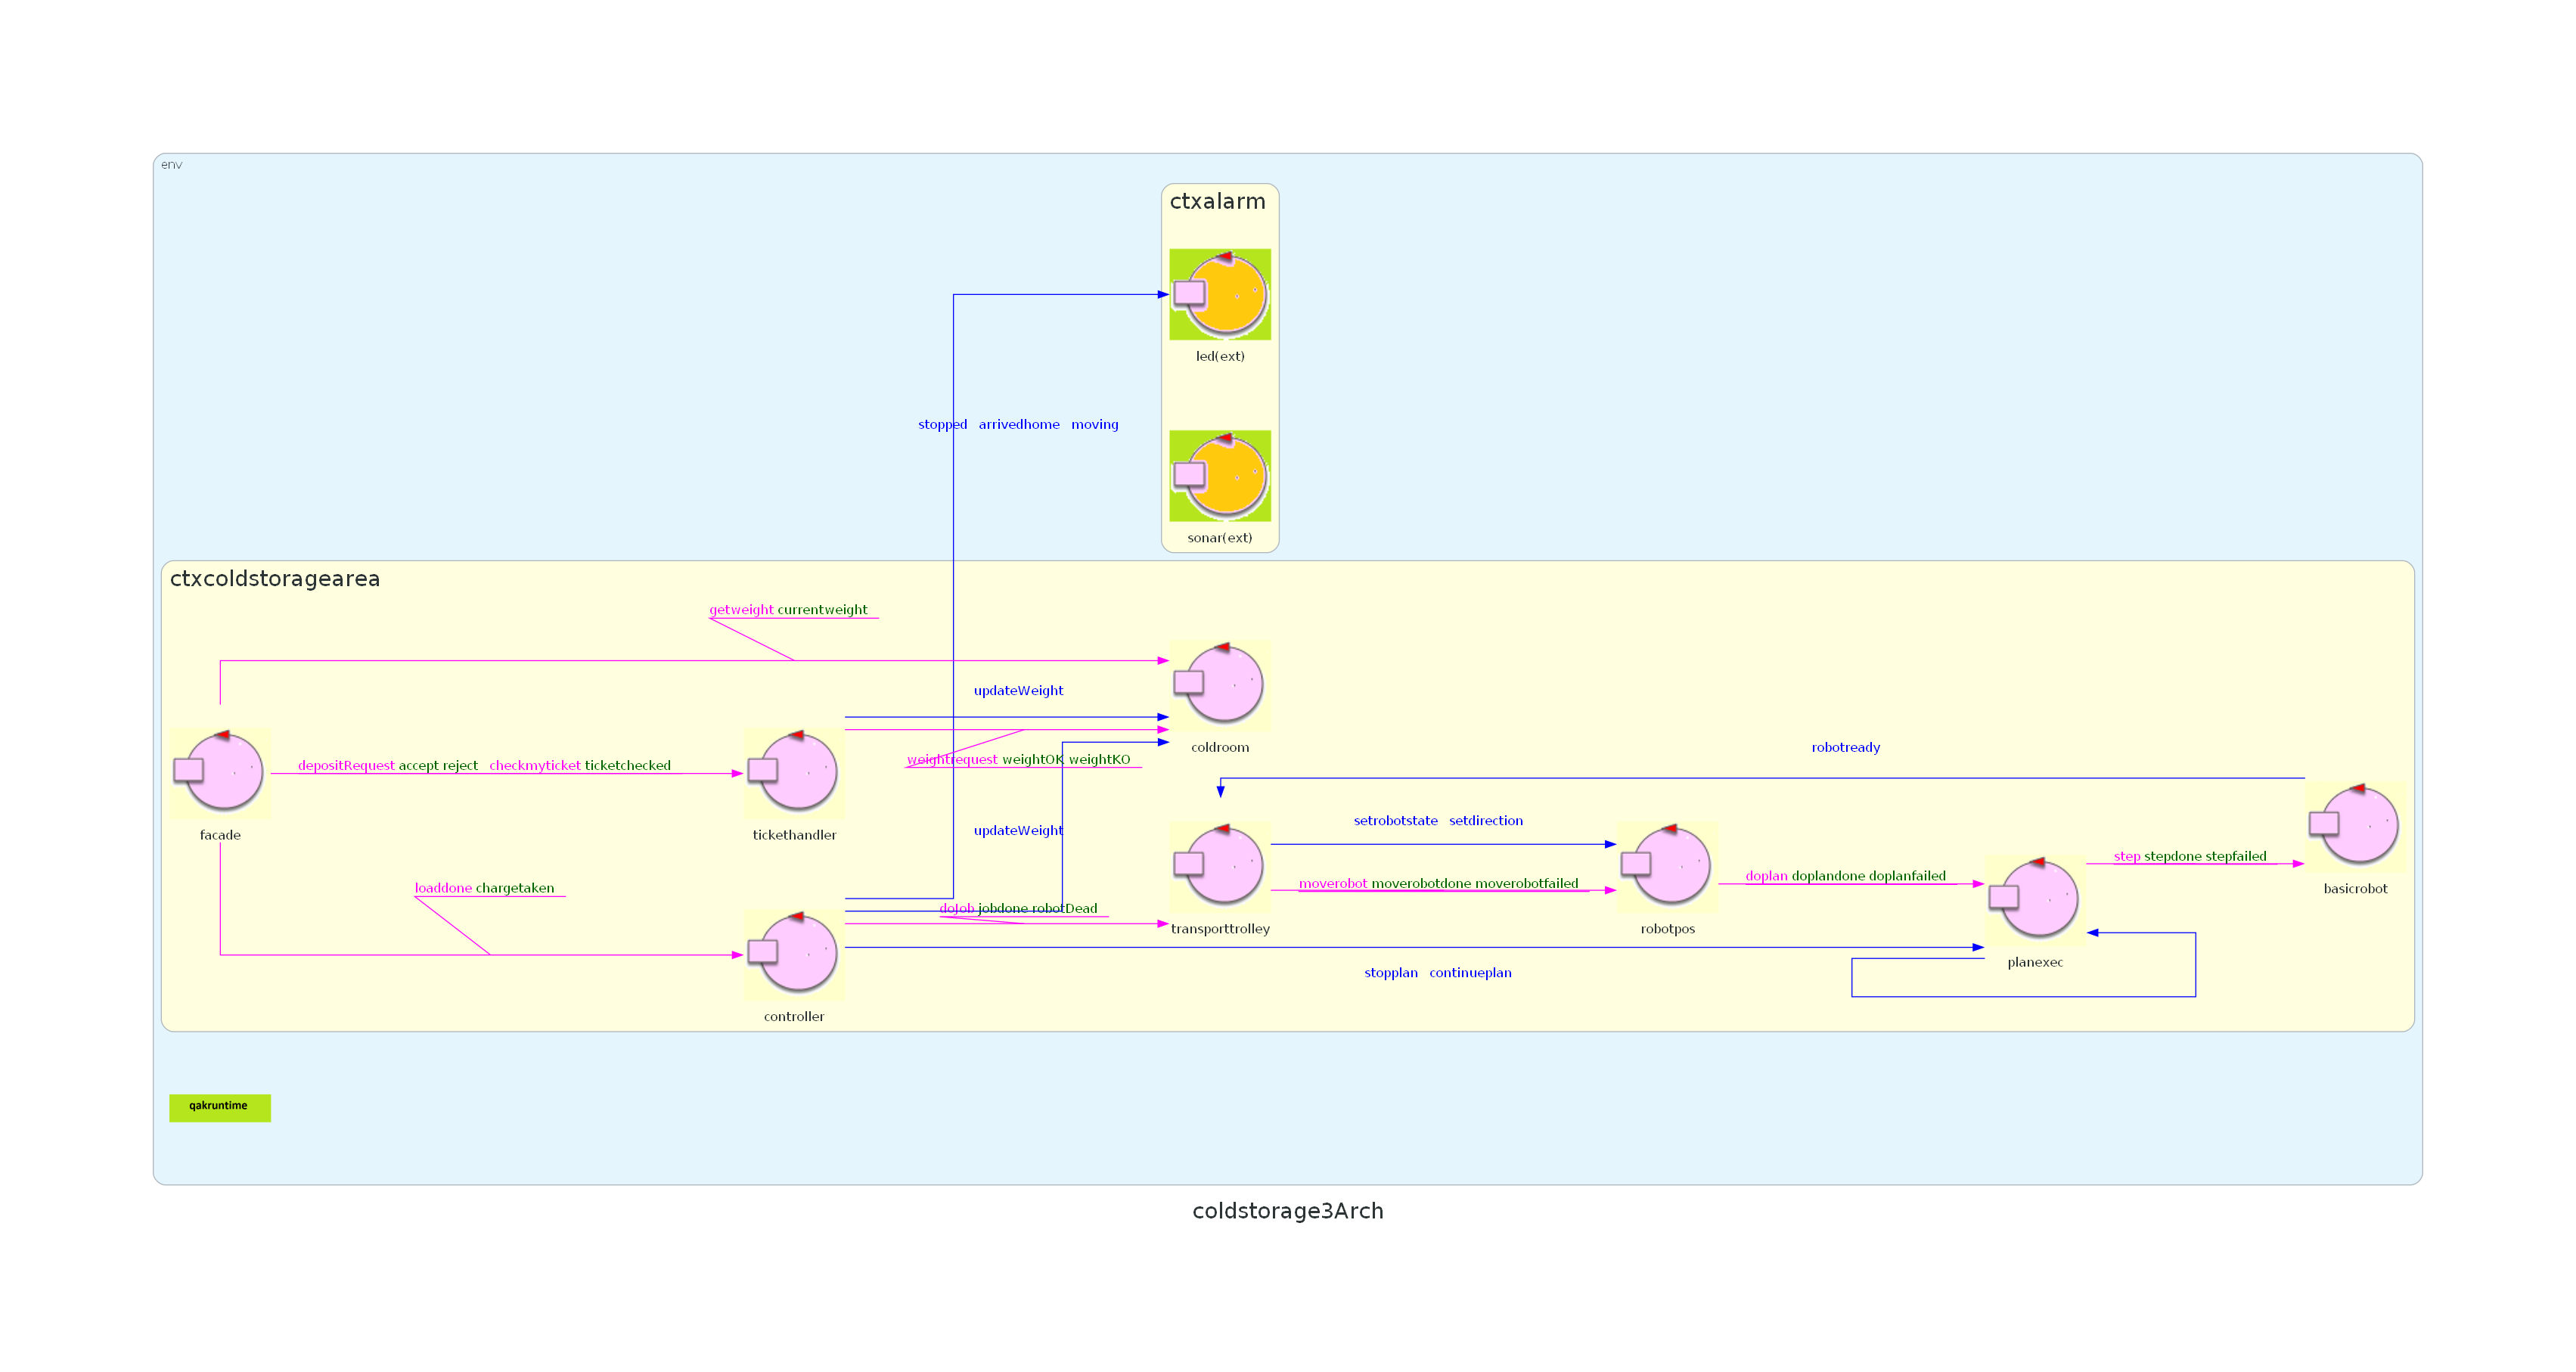 env
ctxalarm
led(ext)
stopped arrivedhome moving
sonar(ext)
ctxcoldstoragearea
getweight currentweight
updateWeight
coldroom
robotready
weightrequest weightOK weightKO
depositRequest accept reject checkmyticket ticketchecked
facade
tickethandler
updateWeight
setrobotstate setdirection
step stepdone stepfailed
doplan doplandone doplanfailed
moverobot moverobotdone moverobotfailed
basicrobot
loaddone chargetaken
dojob jobdone robotDead
transporttrolley
robotpos
planexec
stopplan continueplan
controller
qakruntime
coldstorage3Arch